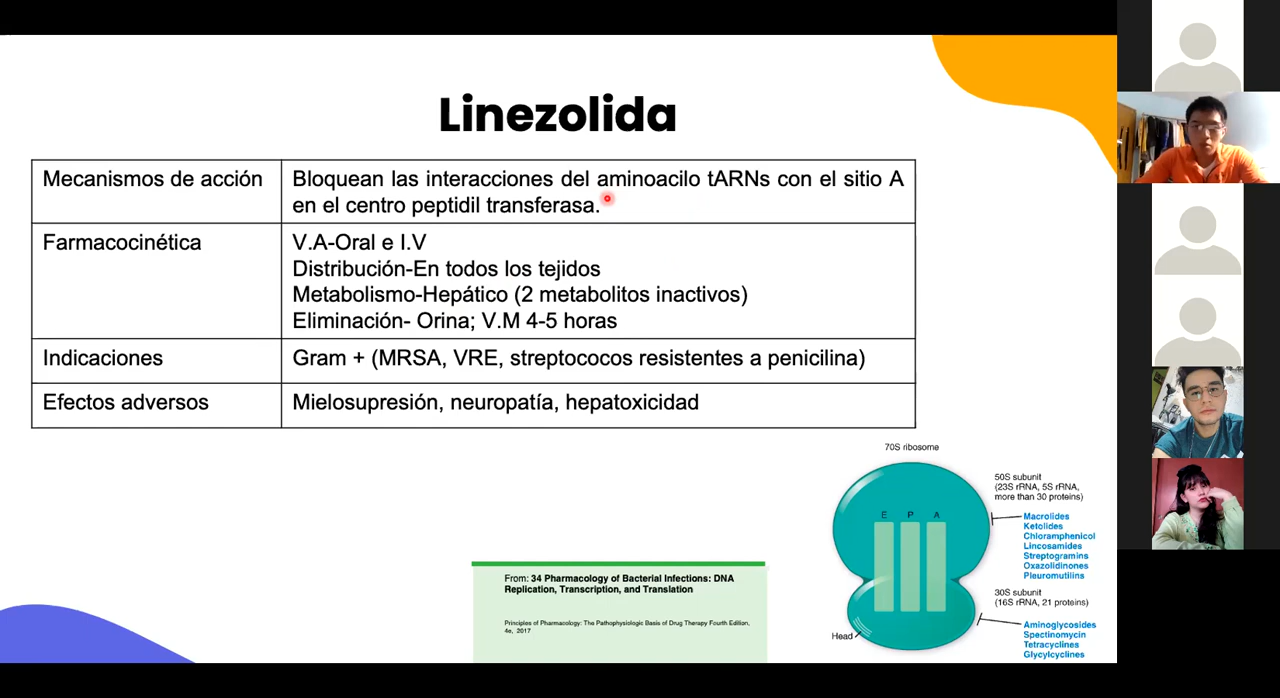 Linezolida
Mecanismos de acción
Bloquean las interacciones del aminoacilo tARNs con el sitio A
en el centro peptidil transferasa.
Farmacocinética
V.A-Oral e I.V
Distribución-En todos los tejidos
Metabolismo-Hepático (2 metabolitos inactivos)
Eliminación- Orina; V.M 4-5 horas
Indicaciones
Gram + (MRSA, VRE, streptococos resistentes a penicilina)
Efectos adversos
Mielosupresión, neuropatía, hepatoxicidad
70S ribosome
50S subunit
(23S rRNA, 5S rRNA,
more than 30 proteins)
E P A
Macrolides
Ketolides
Chloramphenicol
Lincosamides
Streptogramins
Oxazolidinones
Pleuromutilins
30S subunit
(16S rRNA, 21 proteins)
Head
Aminoglycosides
Spectinomycin
Tetracyclines
Glycylcyclines
From: 34 Pharmacology of Bacterial Infections: DNA
Replication, Transcription, and Translation
Principles of Pharmacology: The Pathophysiologic Basis of Drug Therapy Fourth Edition,
4e, 2017